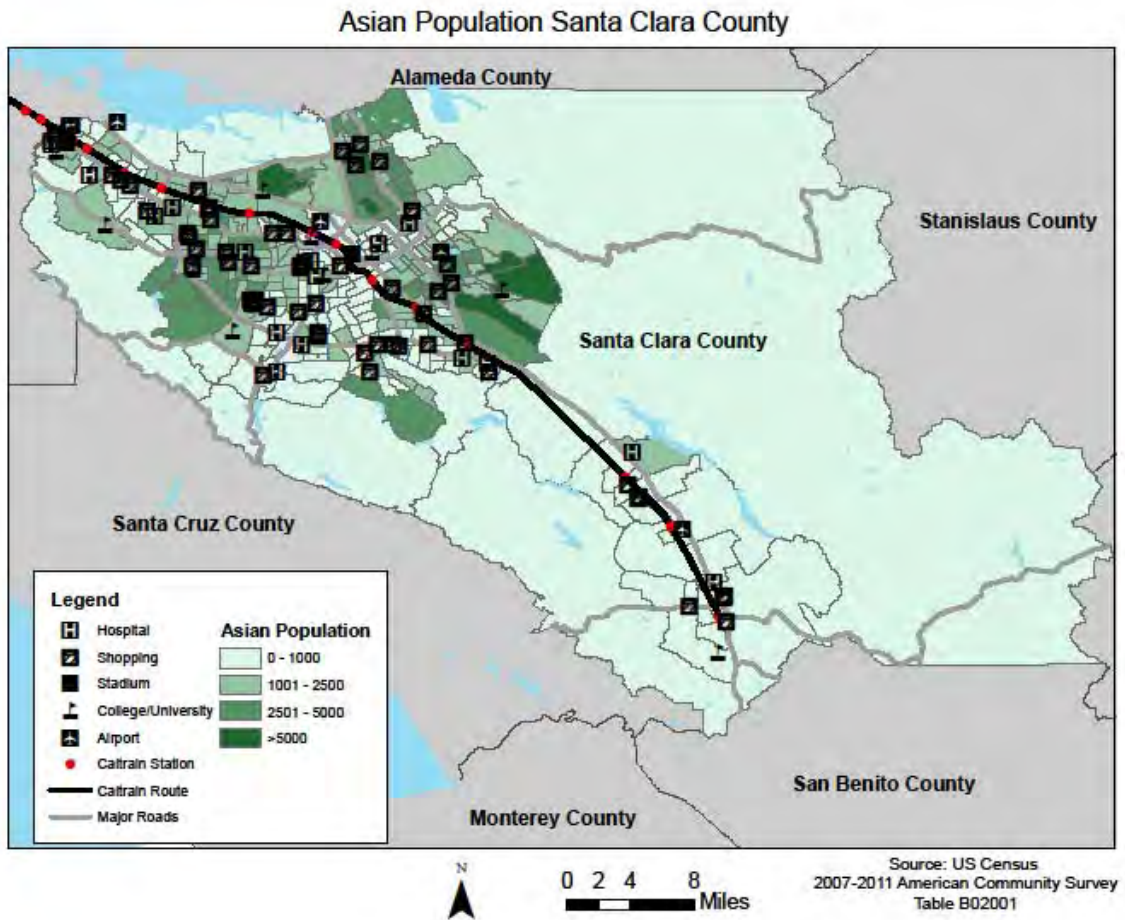 Asian Population Santa Clara County
Alameda County
Stanislaus County
Santa Clara County
Santa Cruz County
San Benito County
Monterey County
Legend
Hospital
Shopping
Stadium
College/University
Airport
Caltrain Station
Caltrain Route
Major Roads
Asian Population
0 - 1000
1001 - 2500
2501 - 5000
>5000
N
0 2 4 8
Miles
Source: US Census
2007-2011 American Community Survey
Table B02001